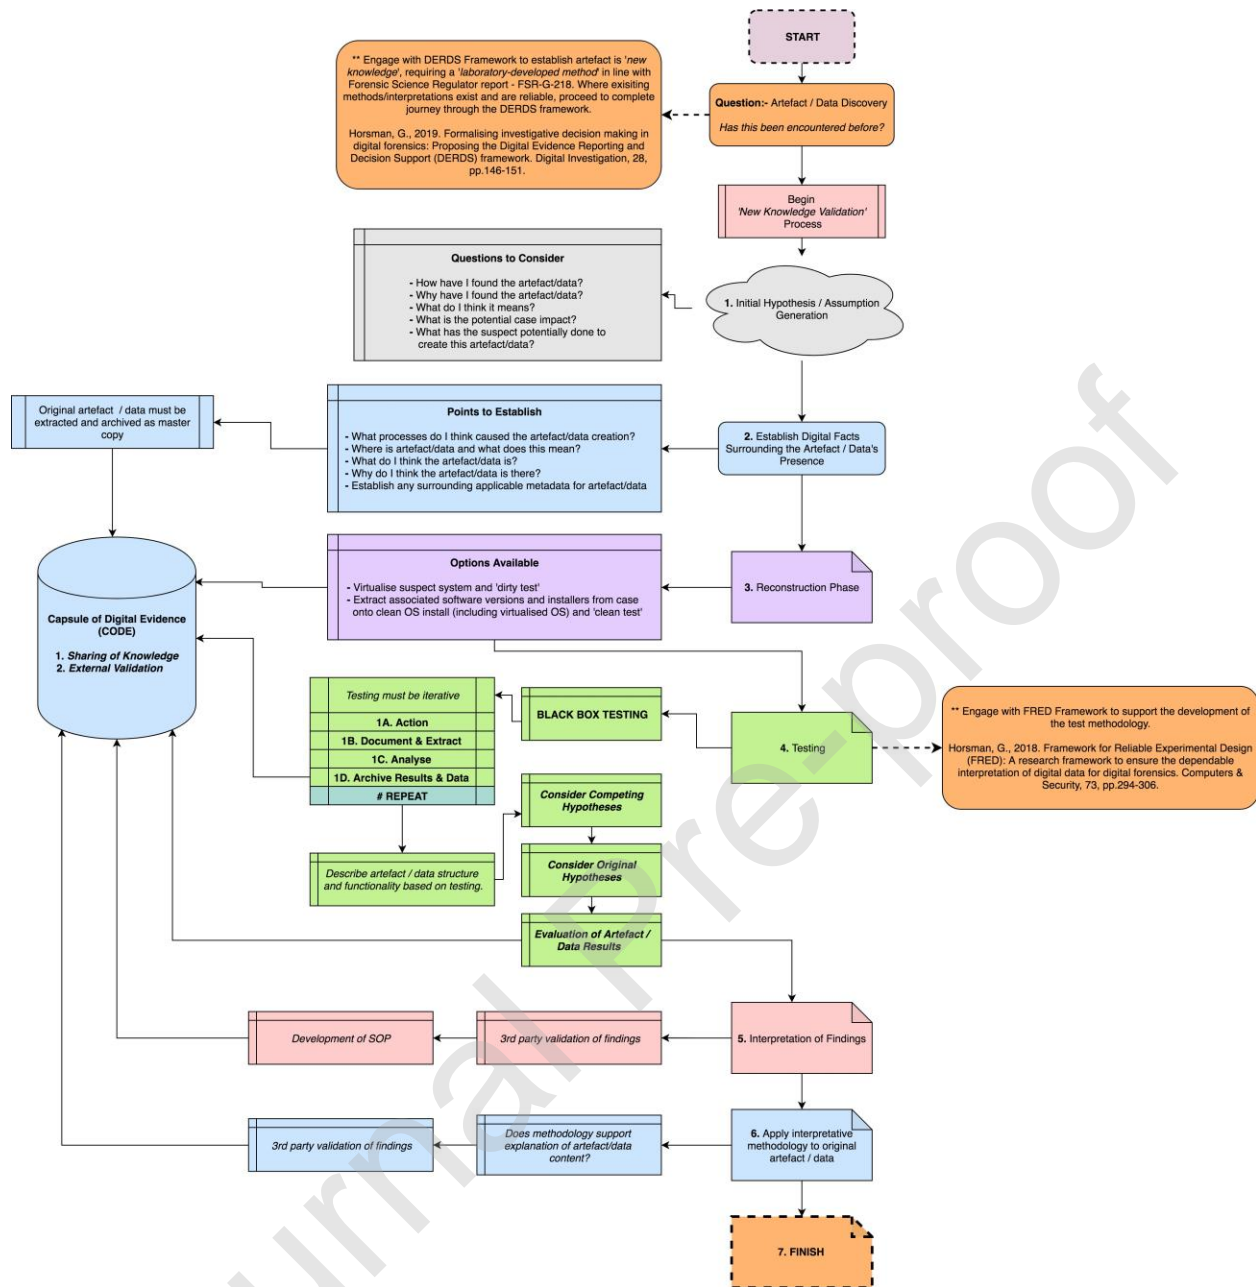 START
** Engage with DERDS Framework to establish artefact is 'new
knowledge', requiring a 'laboratory-developed method' in line with
Forensic Science Regulator report - FSR-G-218. Where exisiting
methods/interpretations exist and are reliable, proceed to complete
journey through the DERDS framework.
Horsman, G., 2019. Formalising investigative decision making in
digital forensics: Proposing the Digital Evidence Reporting and
Decision Support (DERDS) framework. Digital Investigation, 28,
pp.146-151.
Question:- Artefact / Data Discovery
Has this been encountered before?
Begin
'New Knowledge Validation'
Process
Questions to Consider
- How have I found the artefact/data?
- Why have I found the artefact/data?
- What do I think it means?
- What is the potential case impact?
- What has the suspect potentially done to
create this artefact/data?
1. Initial Hypothesis / Assumption
Generation
Original artefact / data must be
extracted and archived as master
copy
Points to Establish
- What processes do I think caused the artefact/data creation?
- Where is artefact/data and what does this mean?
- What do I think the artefact/data is?
- Why do I think the artefact/data is there?
- Establish any surrounding applicable metadata for artefact/data
2. Establish Digital Facts
Surrounding the Artefact / Data's
Presence
Options Available
- Virtualise suspect system and 'dirty test'
- Extract associated software versions and installers from case
onto clean OS install (including virtualised OS) and 'clean test'
3. Reconstruction Phase
Capsule of Digital Evidence
(CODE)
1. Sharing of Knowledge
2. External Validation
Testing must be iterative
1A. Action
1B. Document & Extract
1C. Analyse
1D. Archive Results & Data
# REPEAT
BLACK BOX TESTING
4. Testing
** Engage with FRED Framework to support the development of
the test methodology.
Horsman, G., 2018. Framework for Reliable Experimental Design
(FRED): A research framework to ensure the dependable
interpretation of digital data for digital forensics. Computers &
Security, 73, pp.294-306.
Consider Competing
Hypotheses
Describe artefact / data structure
and functionality based on testing.
Consider Original
Hypotheses
Evaluation of Artefact /
Data Results
Development of SOP
3rd party validation of findings
5. Interpretation of Findings
3rd party validation of findings
Does methodology support
explanation of artefact/data
content?
6. Apply interpretative
methodology to original
artefact / data
7. FINISH
urnal Pre-proof